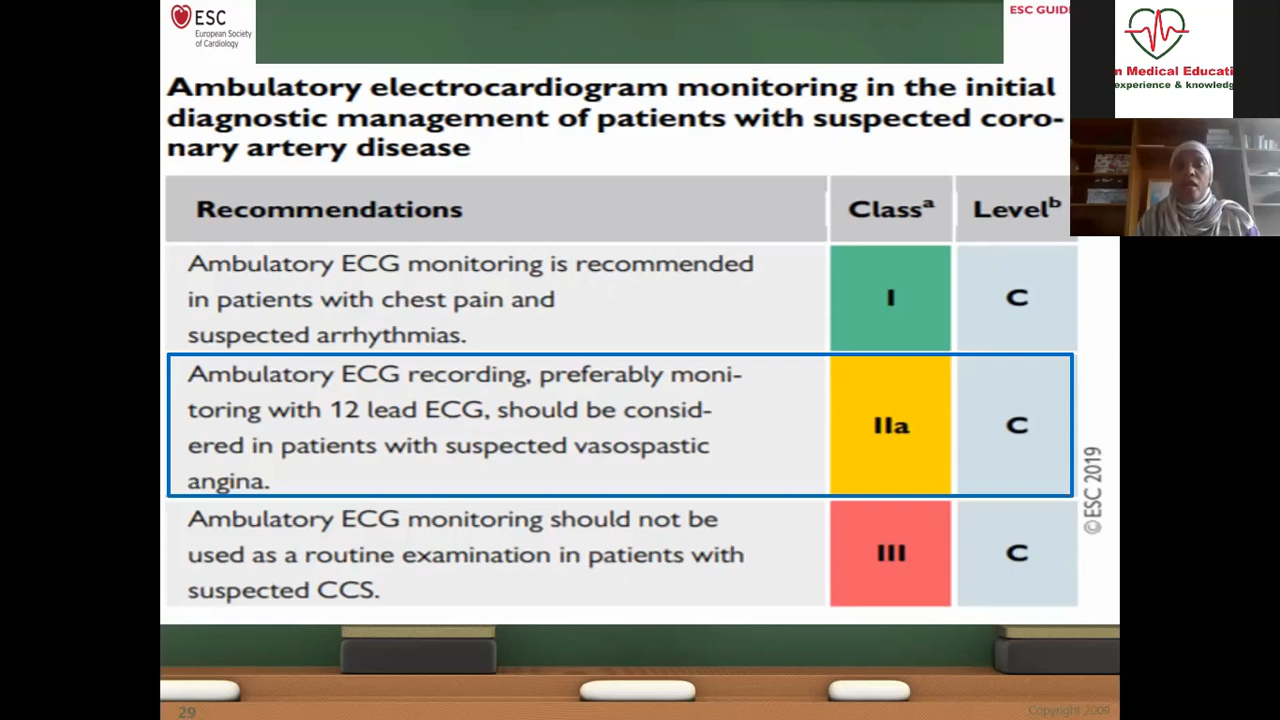 ESC
European Society
of Cardiology
ESC GUID
n Medical Educati
experience & knowledg
Ambulatory electrocardiogram monitoring in the initial
diagnostic management of patients with suspected coro-
nary artery disease
Recommendations Classᵃ Levelᵇ
Ambulatory ECG monitoring is recommended
in patients with chest pain and
suspected arrhythmias.
I C
Ambulatory ECG recording, preferably moni-
toring with 12 lead ECG, should be consid-
ered in patients with suspected vasospastic
angina.
IIa C
Ambulatory ECG monitoring should not be
used as a routine examination in patients with
suspected CCS.
III C
©ESC 2019
29
Copyright 2009